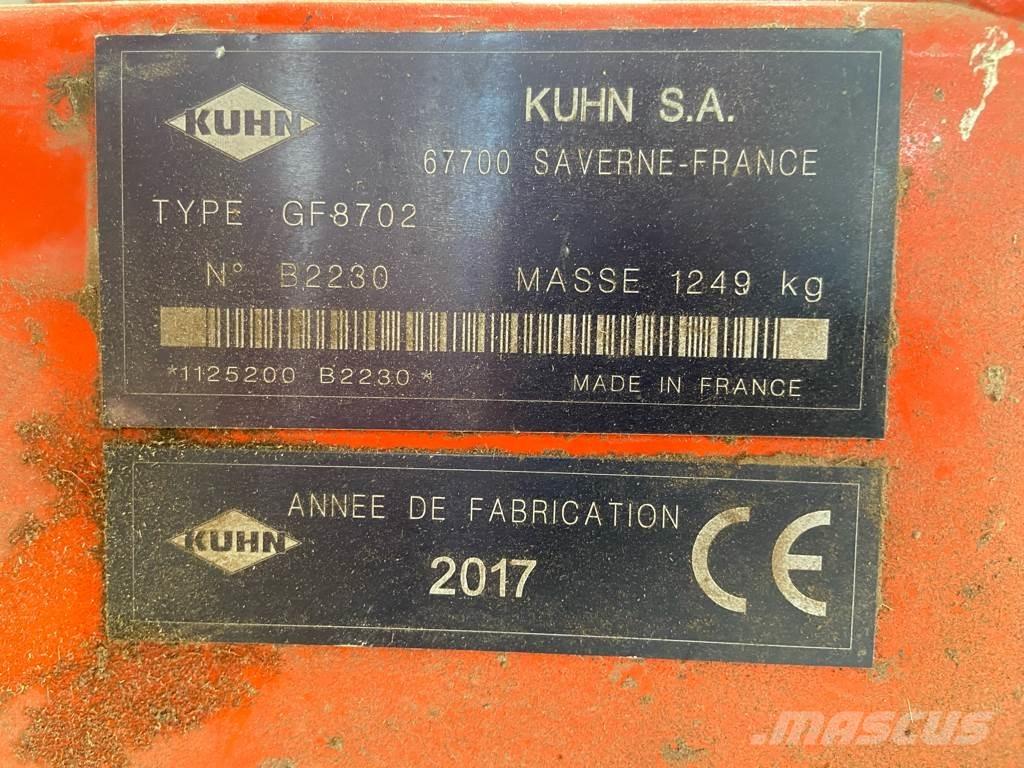 KUHN
KUHN S.A.
67700 SAVERNE-FRANCE
TYPE GF8702
N° B2230 MASSE 1249 kg
*1125200 B2230*
MADE IN FRANCE
KUHN
ANNEE DE FABRICATION
2017
CE
mascus